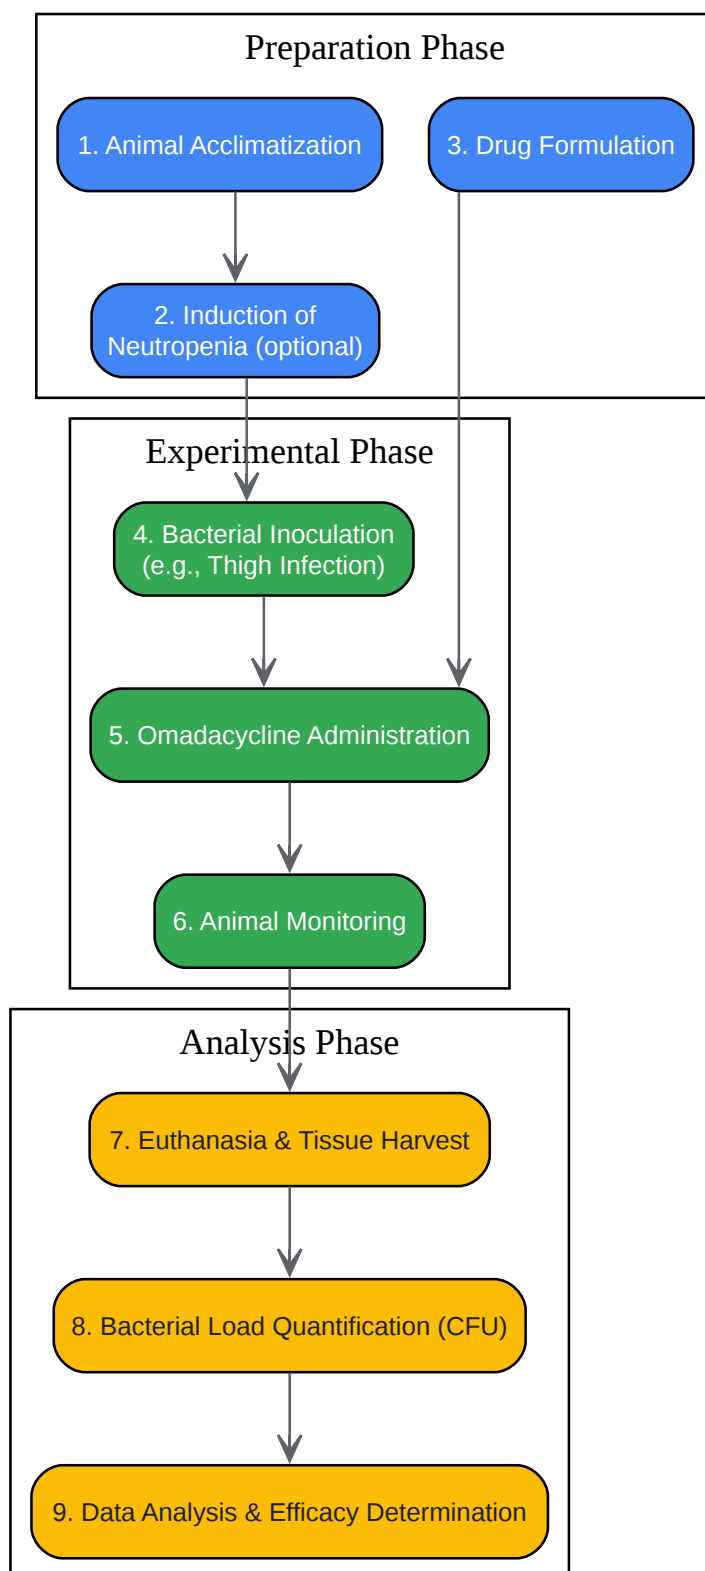 Preparation Phase
1. Animal Acclimatization
3. Drug Formulation
2. Induction of
Neutropenia (optional)
Experimental Phase
4. Bacterial Inoculation
(e.g., Thigh Infection)
5. Omadacycline Administration
6. Animal Monitoring
Analysis Phase
7. Euthanasia & Tissue Harvest
8. Bacterial Load Quantification (CFU)
9. Data Analysis & Efficacy Determination